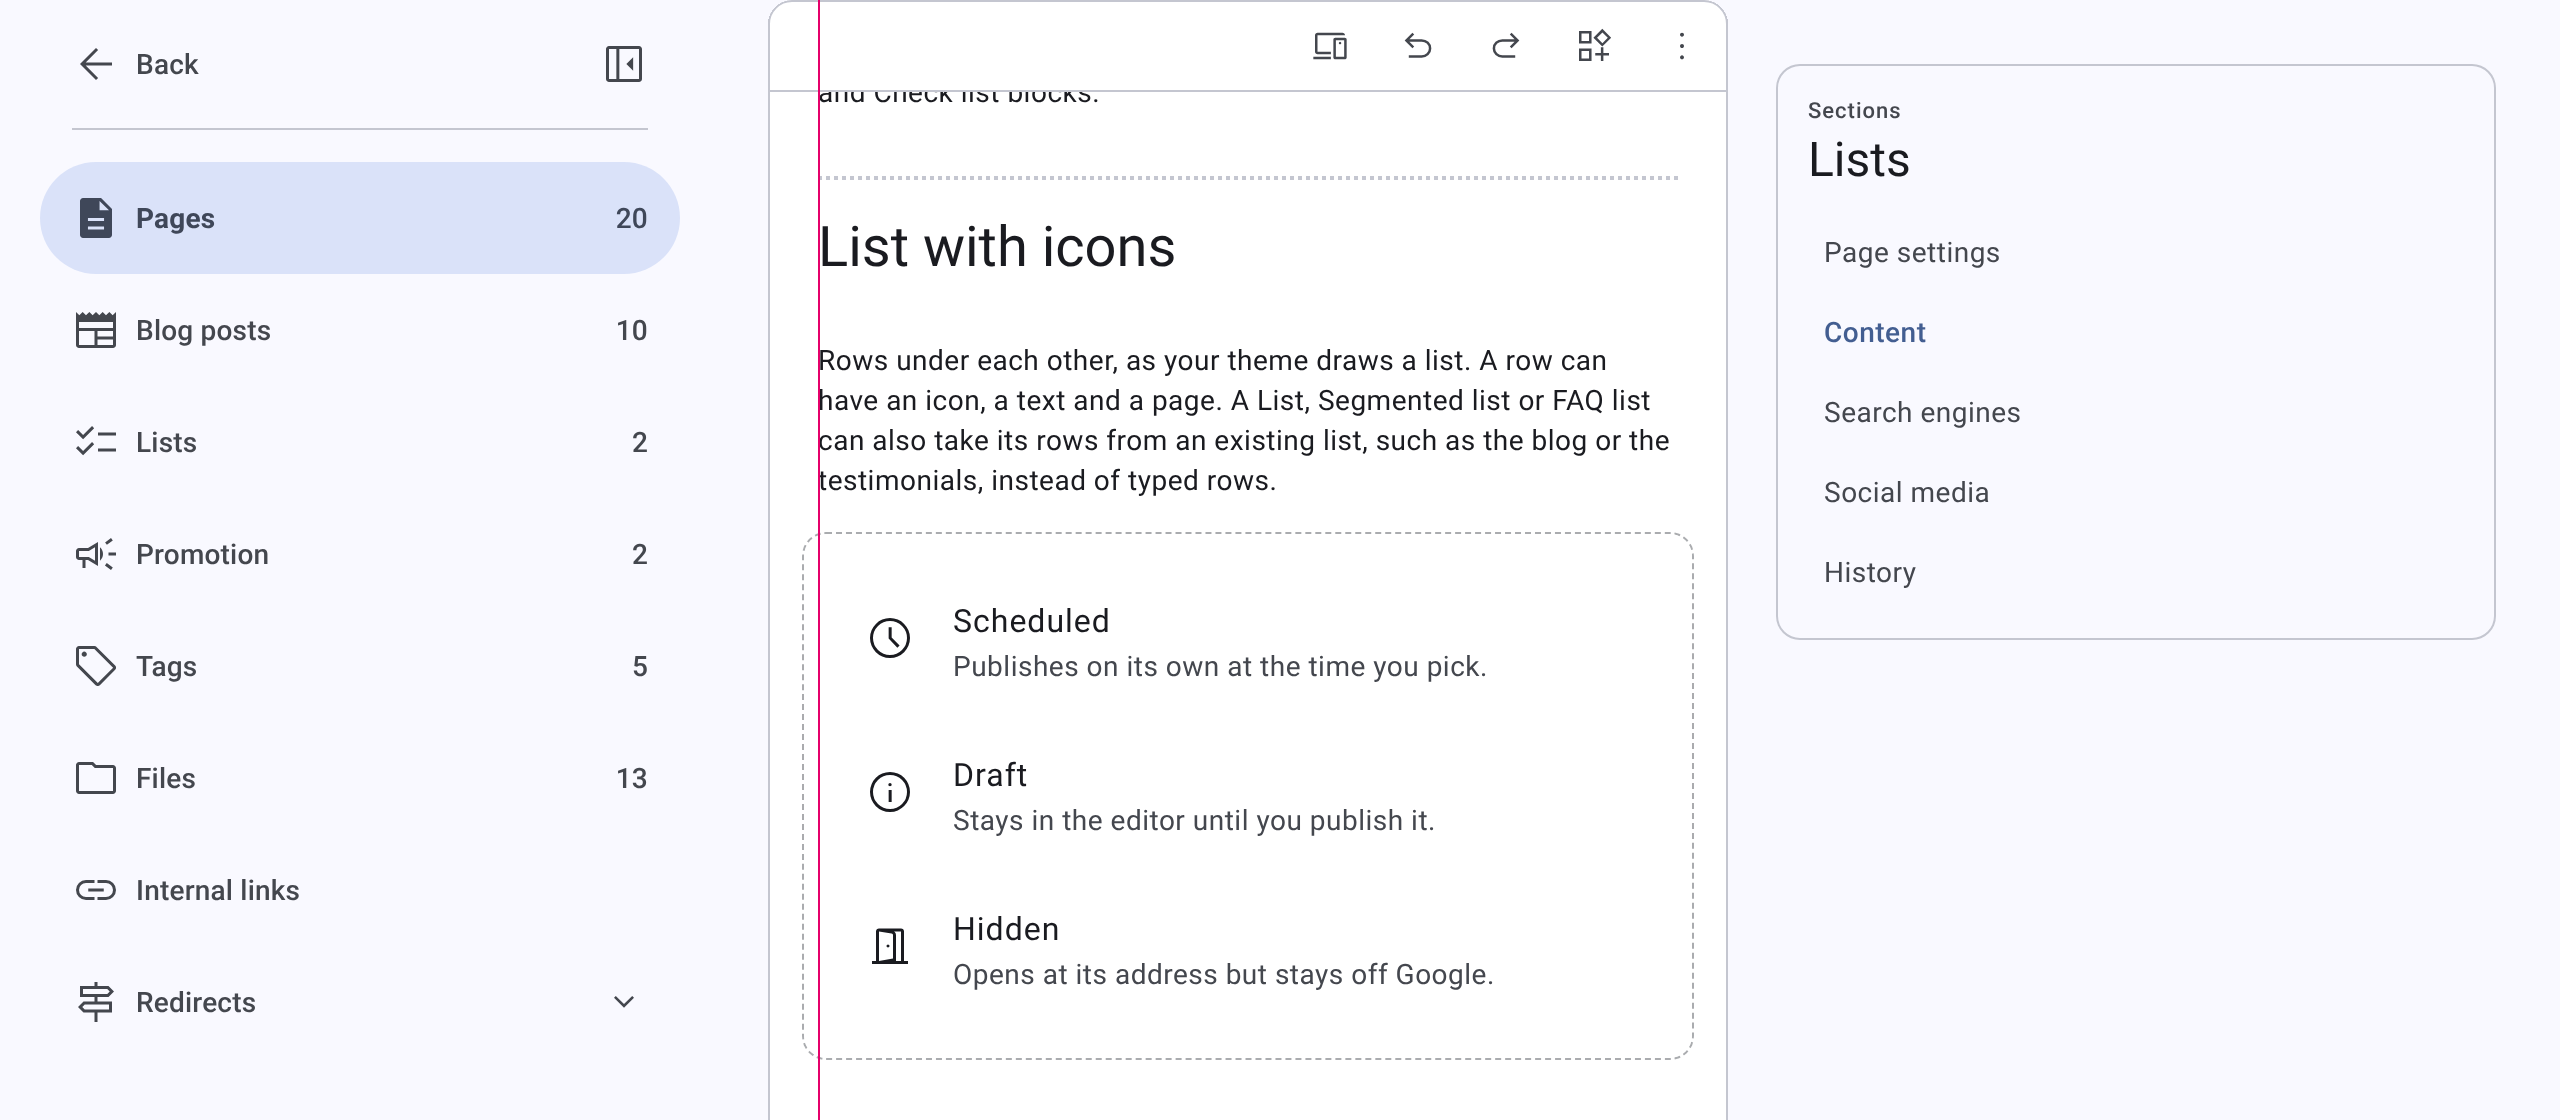 Back
Pages 20
Blog posts 10
Lists 2
Promotion 2
Tags 5
Files 13
Internal links
Redirects
and Check list blocks.
List with icons
Rows under each other, as your theme draws a list. A row can
have an icon, a text and a page. A List, Segmented list or FAQ list
can also take its rows from an existing list, such as the blog or the
testimonials, instead of typed rows.
Scheduled
Publishes on its own at the time you pick.
Draft
Stays in the editor until you publish it.
Hidden
Opens at its address but stays off Google.
Sections
Lists
Page settings
Content
Search engines
Social media
History